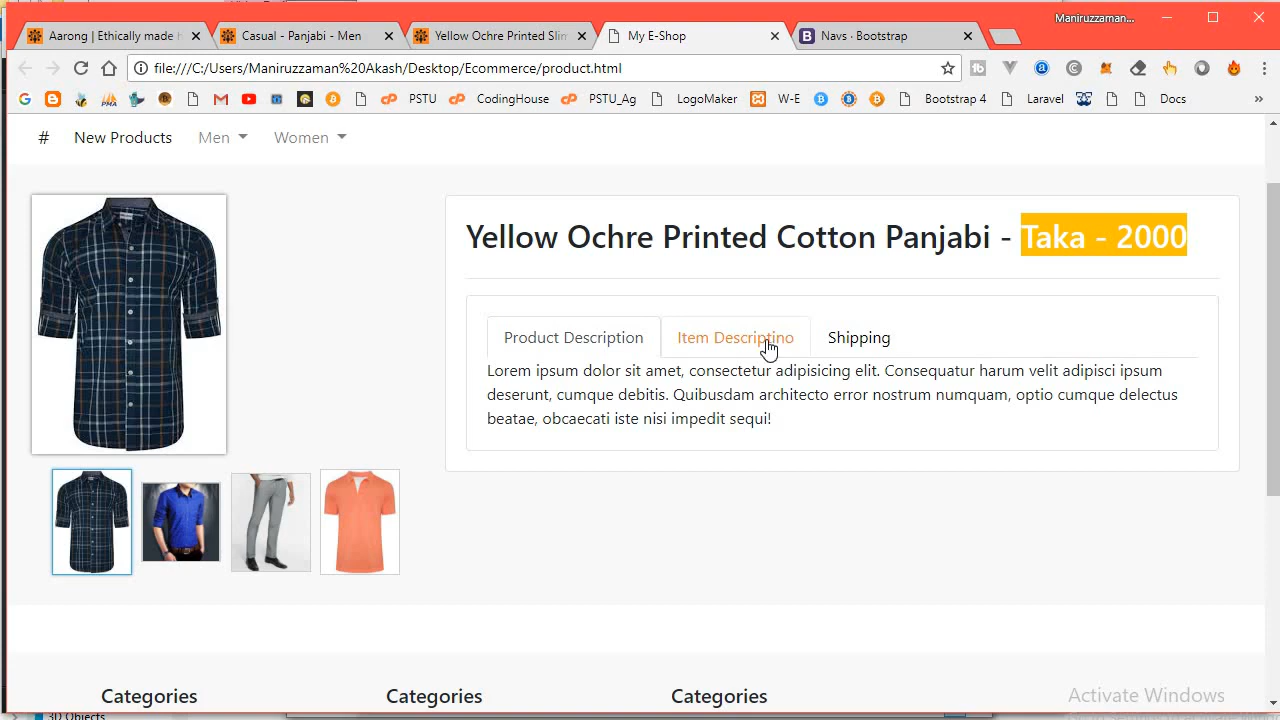 Maniruzzaman...
Aarong | Ethically made
Casual - Panjabi - Men
Yellow Ochre Printed Slim
My E-Shop
Navs · Bootstrap
file:///C:/Users/Maniruzzaman%20Akash/Desktop/Ecommerce/product.html
PSTU
CodingHouse
PSTU_Ag
LogoMaker
W-E
Bootstrap 4
Laravel
Docs
»
# New Products Men Women
Yellow Ochre Printed Cotton Panjabi - Taka - 2000
Product Description Item Descriptino Shipping
Lorem ipsum dolor sit amet, consectetur adipisicing elit. Consequatur harum velit adipisci ipsum
deserunt, cumque debitis. Quibusdam architecto error nostrum numquam, optio cumque delectus
beatae, obcaecati iste nisi impedit sequi!
Categories Categories Categories
Activate Windows
3D Objects